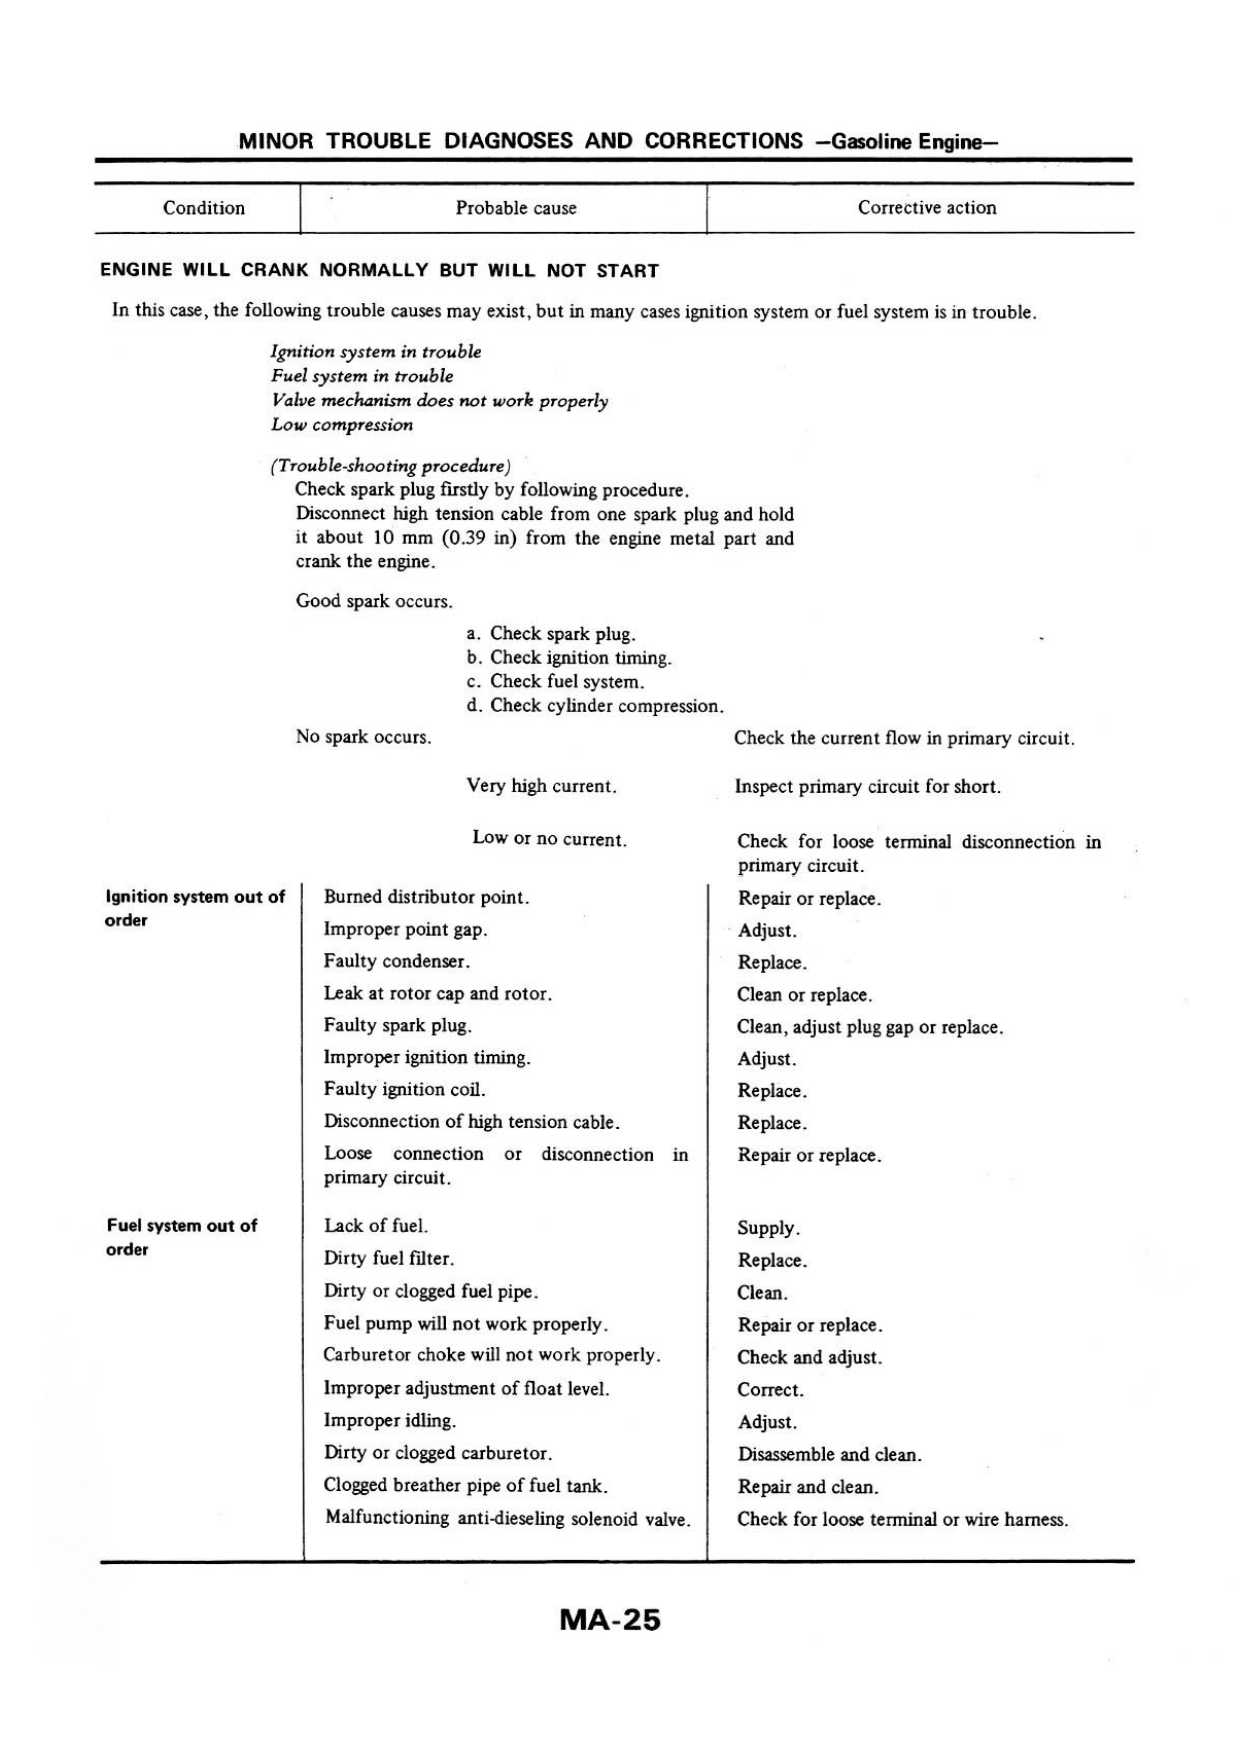 MINOR TROUBLE DIAGNOSES AND CORRECTIONS —Gasoline Engine—
Condition Probable cause Corrective action
ENGINE WILL CRANK NORMALLY BUT WILL NOT START
In this case, the following trouble causes may exist, but in many cases ignition system or fuel system is in trouble.
Ignition system in trouble
Fuel system in trouble
Valve mechanism does not work properly
Low compression
(Trouble-shooting procedure)
Check spark plug firstly by following procedure.
Disconnect high tension cable from one spark plug and hold
it about 10 mm (0.39 in) from the engine metal part and
crank the engine.
Good spark occurs.
a. Check spark plug.
b. Check ignition timing.
c. Check fuel system.
d. Check cylinder compression.
No spark occurs. Check the current flow in primary circuit.
Very high current. Inspect primary circuit for short.
Low or no current. Check for loose terminal disconnection in
primary circuit.
Ignition system out of Burned distributor point. Repair or replace.
order
Improper point gap. Adjust.
Faulty condenser. Replace.
Leak at rotor cap and rotor. Clean or replace.
Faulty spark plug. Clean, adjust plug gap or replace.
Improper ignition timing. Adjust.
Faulty ignition coil. Replace.
Disconnection of high tension cable. Replace.
Loose connection or disconnection in Repair or replace.
primary circuit.
Fuel system out of Lack of fuel. Supply.
order
Dirty fuel filter. Replace.
Dirty or clogged fuel pipe. Clean.
Fuel pump will not work properly. Repair or replace.
Carburetor choke will not work properly. Check and adjust.
Improper adjustment of float level. Correct.
Improper idling. Adjust.
Dirty or clogged carburetor. Disassemble and clean.
Clogged breather pipe of fuel tank. Repair and clean.
Malfunctioning anti-dieseling solenoid valve. Check for loose terminal or wire harness.
MA-25